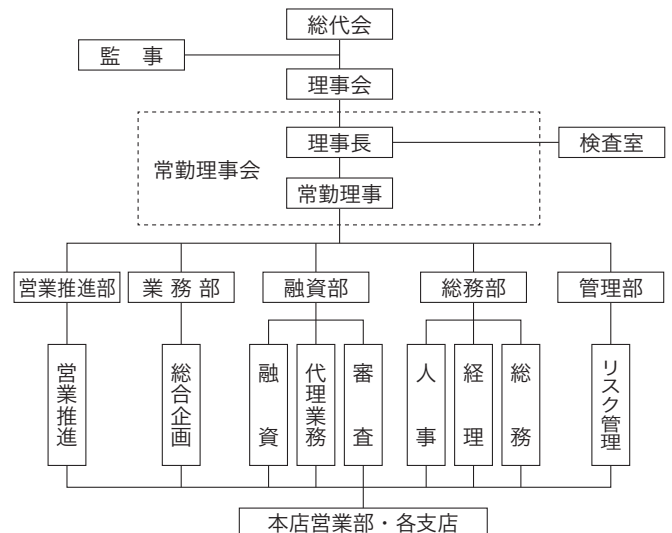 総代会
監　事
理事会
理事長
検査室
常勤理事会
常勤理事
営業推進部
業 務 部
融資部
総務部
管理部
営業推進
総合企画
融　資
代理業務
審　査
人　事
経　理
総　務
リスク管理
本店営業部・各支店